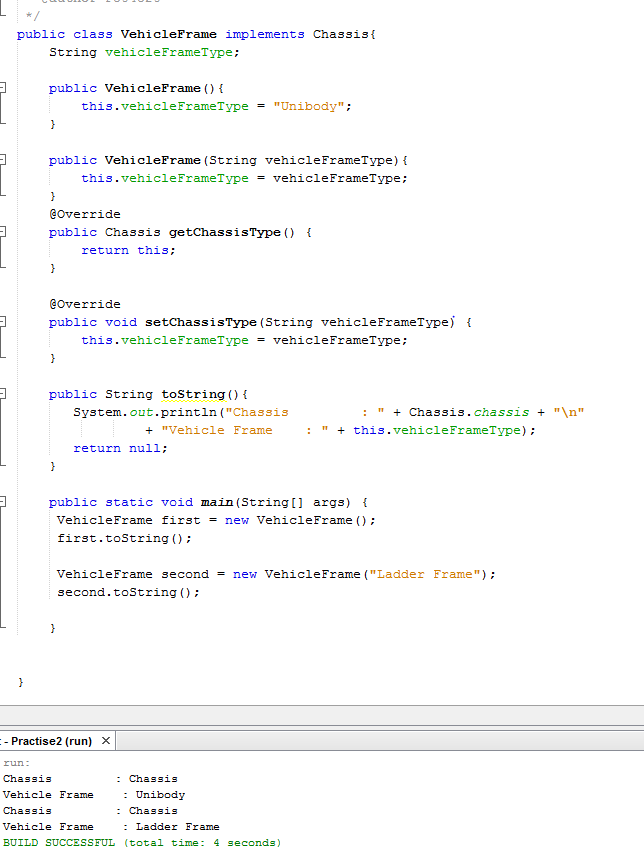 */
public class VehicleFrame implements Chassis{
    String vehicleFrameType;

    public VehicleFrame(){
        this.vehicleFrameType = "Unibody";
    }

    public VehicleFrame(String vehicleFrameType){
        this.vehicleFrameType = vehicleFrameType;
    }
    @Override
    public Chassis getChassisType() {
        return this;
    }

    @Override
    public void setChassisType(String vehicleFrameType) {
        this.vehicleFrameType = vehicleFrameType;
    }

    public String toString(){
       System.out.println("Chassis         : " + Chassis.chassis + "\n"
                + "Vehicle Frame    : " + this.vehicleFrameType);
       return null;
    }

    public static void main(String[] args) {
     VehicleFrame first = new VehicleFrame();
     first.toString();

     VehicleFrame second = new VehicleFrame("Ladder Frame");
     second.toString();

    }

}
- Practise2 (run) ×
run:
Chassis         : Chassis
Vehicle Frame    : Unibody
Chassis         : Chassis
Vehicle Frame    : Ladder Frame
BUILD SUCCESSFUL (total time: 4 seconds)